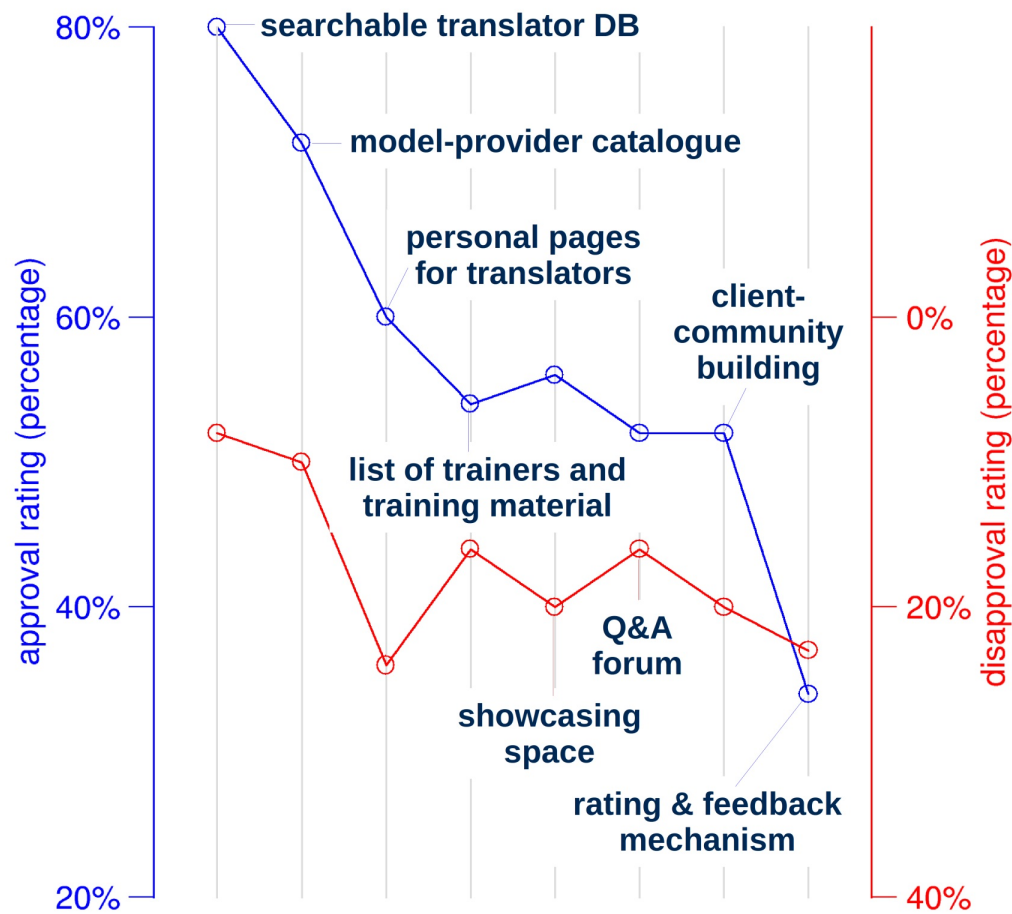 80%
searchable translator DB
model-provider catalogue
personal pages
for translators
client-
community
building
60%
0%
approval rating (percentage)
disapproval rating (percentage)
list of trainers and
training material
40%
20%
Q&A
forum
showcasing
space
rating & feedback
mechanism
20%
40%